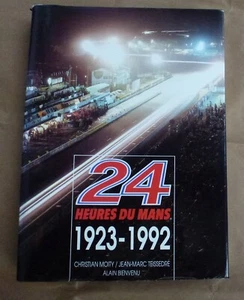 24
HEURES DU MANS
1923-1992
CHRISTIAN MOITY / JEAN-MARC TEISSEDRE
ALAIN BIENVENU